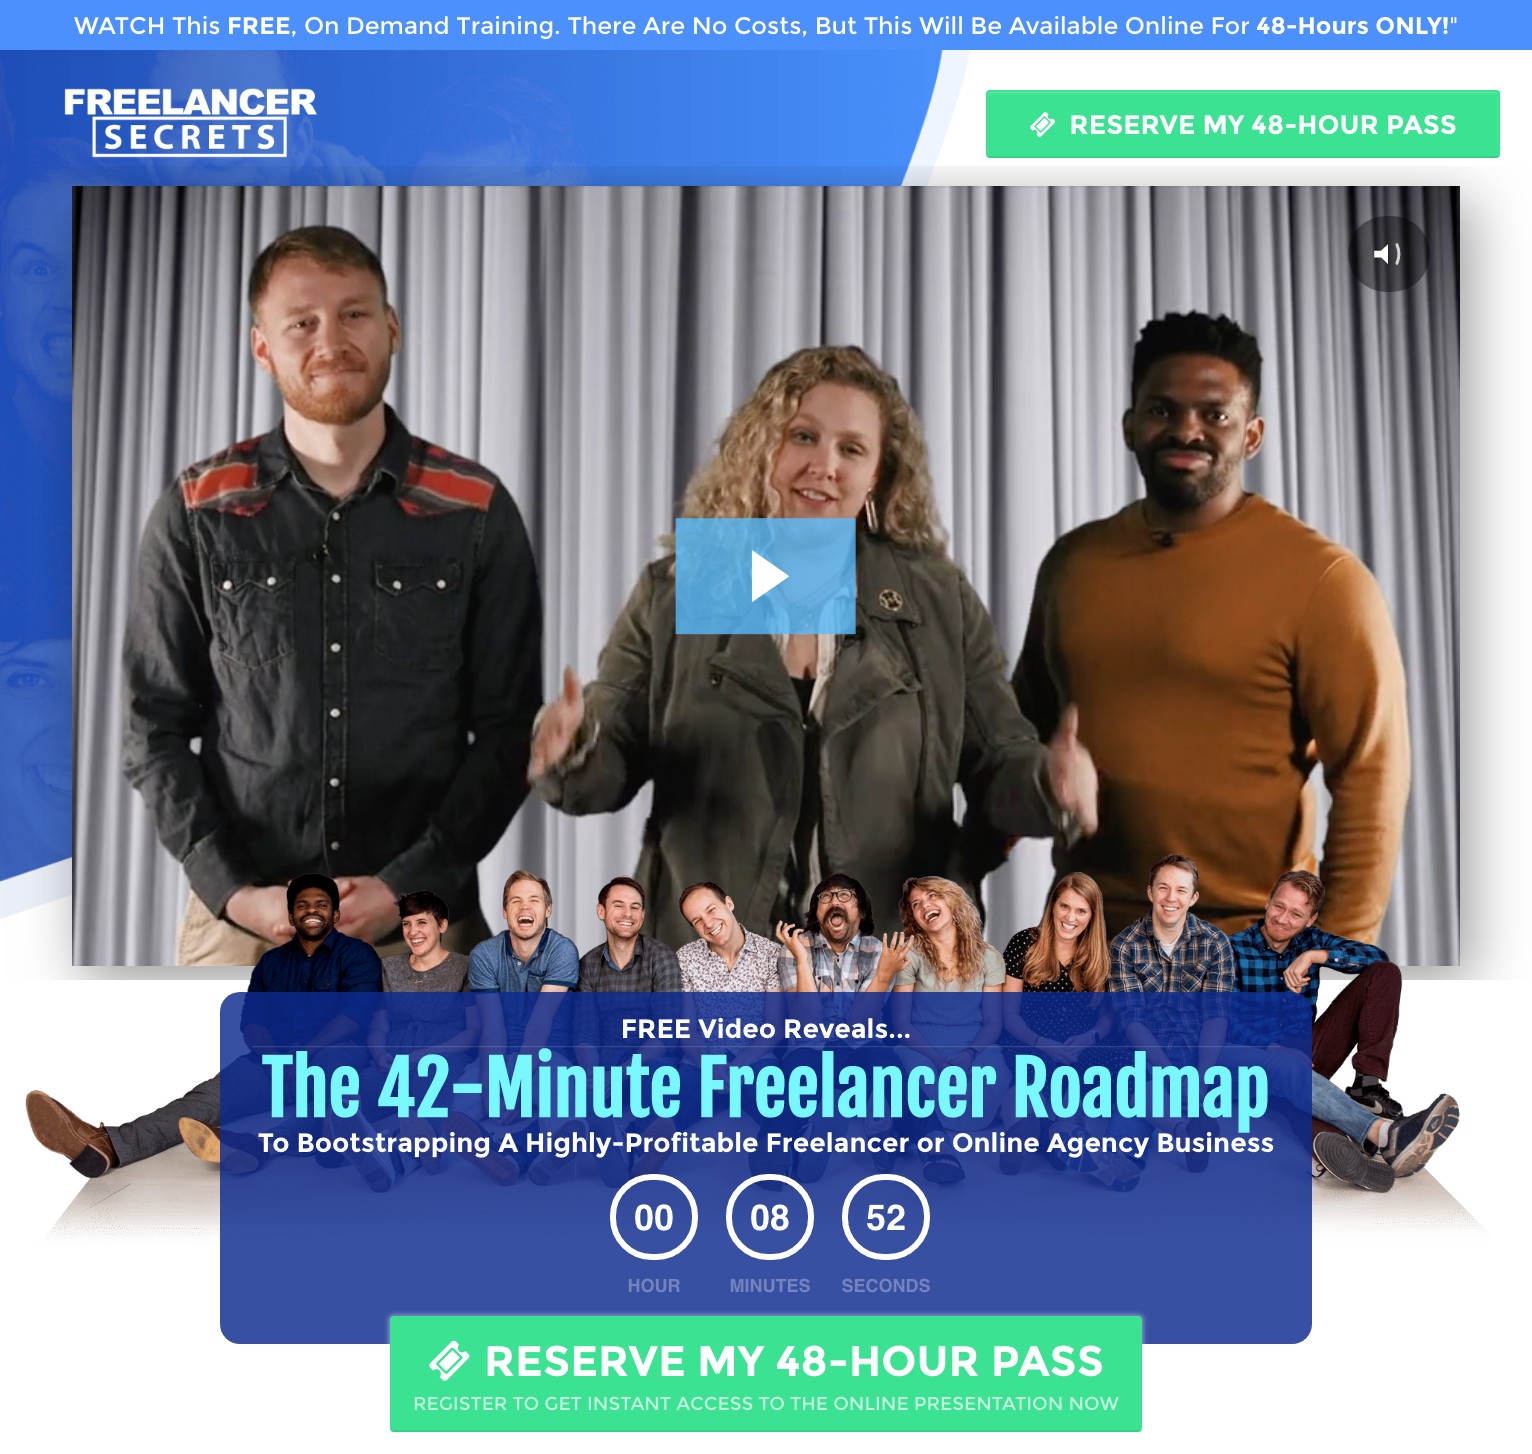 WATCH This FREE, On Demand Training. There Are No Costs, But This Will Be Available Online For 48-Hours ONLY!"
FREELANCER
SECRETS
RESERVE MY 48-HOUR PASS
FREE Video Reveals...
The 42-Minute Freelancer Roadmap
To Bootstrapping A Highly-Profitable Freelancer or Online Agency Business
00 08 52
HOUR MINUTES SECONDS
RESERVE MY 48-HOUR PASS
REGISTER TO GET INSTANT ACCESS TO THE ONLINE PRESENTATION NOW